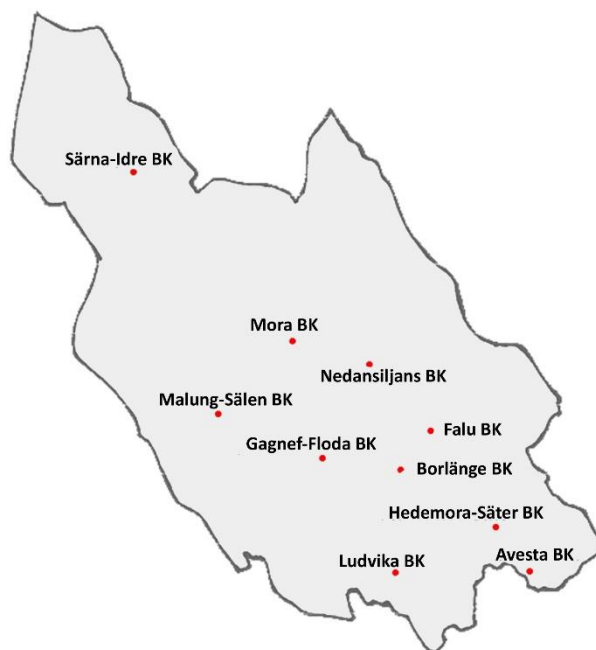 Särna-Idre BK
Mora BK
Nedansiljans BK
Malung-Sälen BK
Falu BK
Gagnef-Floda BK
Borlänge BK
Hedemora-Säter BK
Avesta BK
Ludvika BK